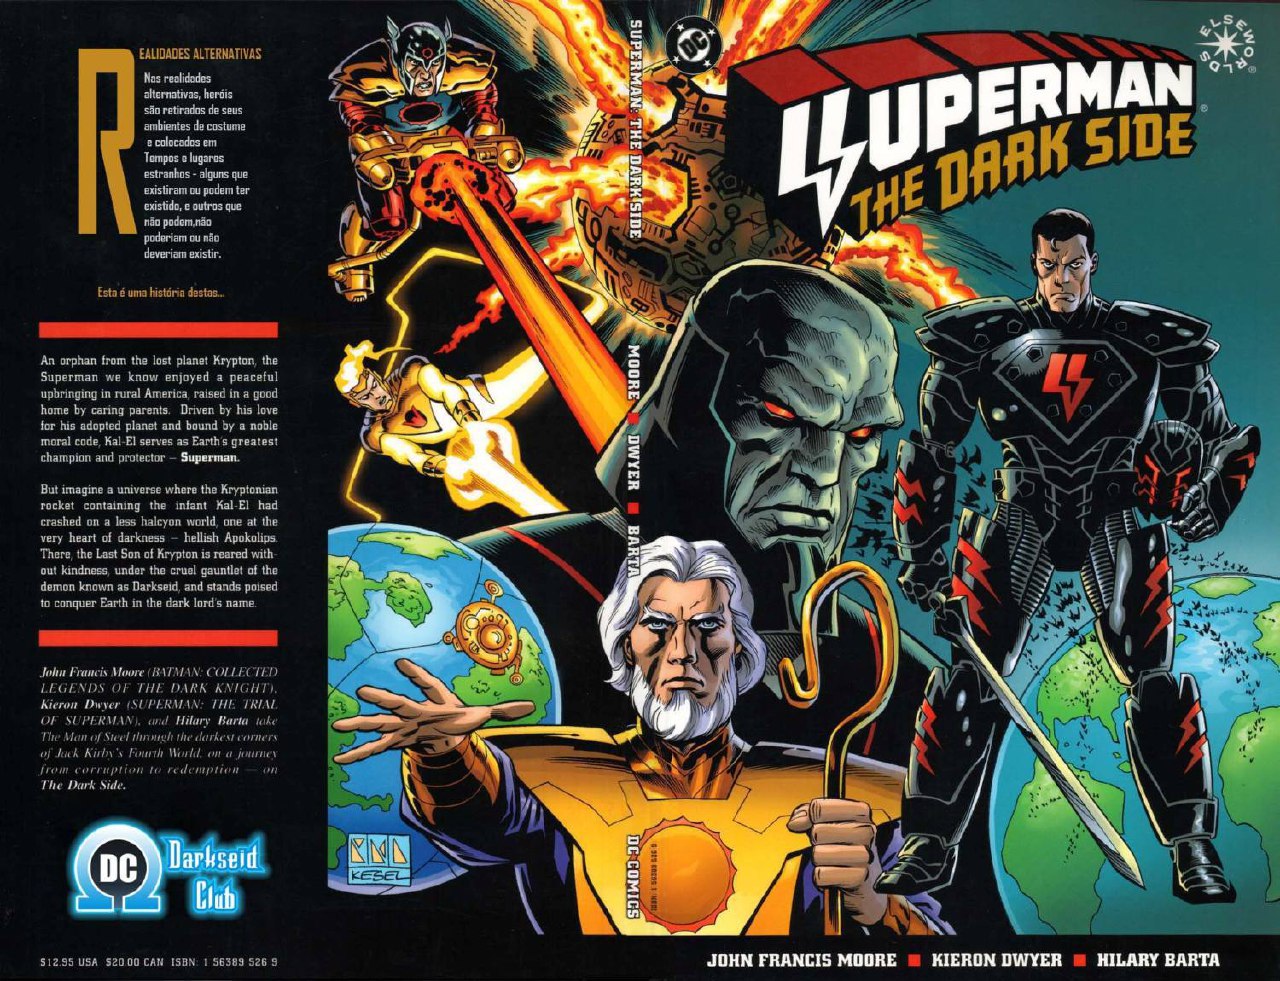 REALIDADES ALTERNATIVAS
Nas realidades
alternativas, heróis
são retirados de seus
ambientes de costume
e colocados em
Tempos e lugares
estranhos - alguns que
existiram ou podem ter
existido, e outros que
não podem,não
poderiam ou não
deveriam existir.
Esta é uma história destas...
An orphan from the lost planet Krypton, the
Superman we know enjoyed a peaceful
upbringing in rural America, raised in a good
home by caring parents. Driven by his love
for his adopted planet and bound by a noble
moral code, Kal-El serves as Earth's greatest
champion and protector – Superman.
But imagine a universe where the Kryptonian
rocket containing the infant Kal-El had
crashed on a less halcyon world, one at the
very heart of darkness – hellish Apokolips.
There, the Last Son of Krypton is reared with-
out kindness, under the cruel gauntlet of the
demon known as Darkseid, and stands poised
to conquer Earth in the dark lord's name.
John Francis Moore (BATMAN: COLLECTED
LEGENDS OF THE DARK KNIGHT),
Kieron Dwyer (SUPERMAN: THE TRIAL
OF SUPERMAN), and Hilary Barta take
The Man of Steel through the darkest corners
of Jack Kirby's Fourth World, on a journey
from corruption to redemption — on
The Dark Side.
DC
Darkseid
Club
$12.95 USA $20.00 CAN ISBN: 1 56389 526 9
KESEL
SUPERMAN: THE DARK SIDE
MOORE ■ DWYER ■ BARTA
DC COMICS
ISBN: 1 56389 526 9
DC
SUPERMAN
THE DARK SIDE
ELSEWORLDS
JOHN FRANCIS MOORE ■ KIERON DWYER ■ HILARY BARTA